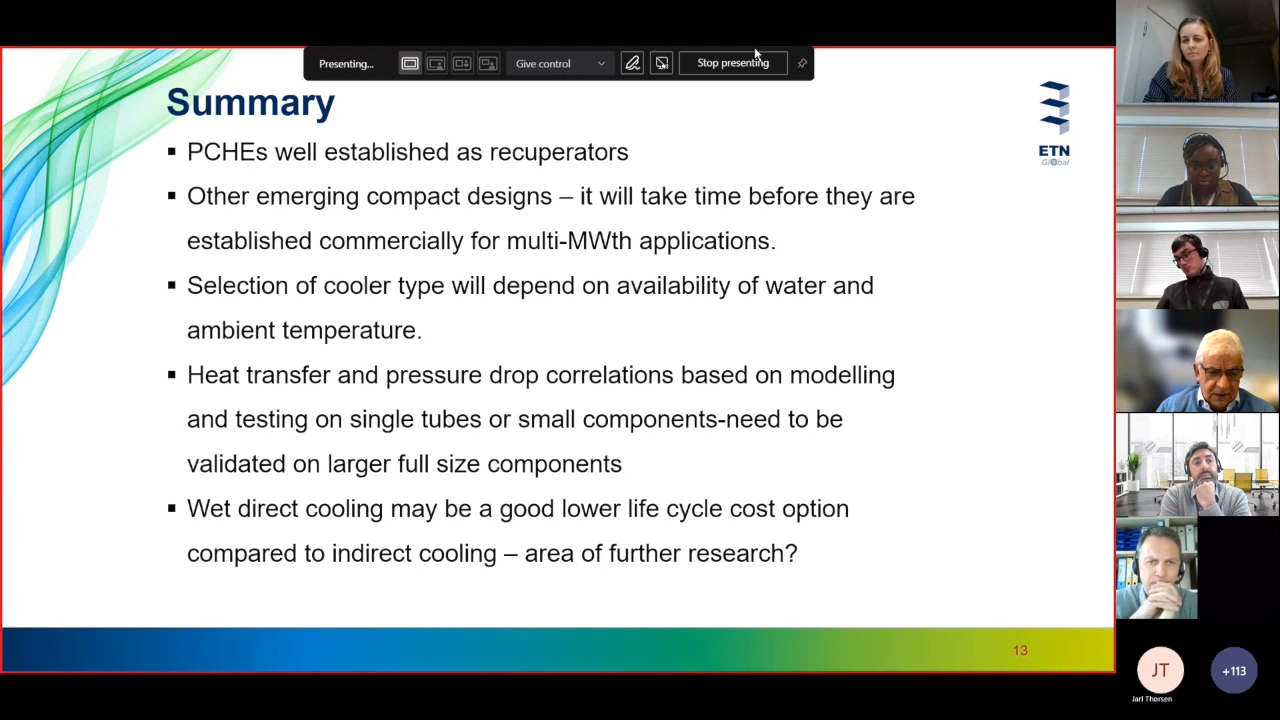 Presenting...
Give control
Stop presenting
Summary
▪ PCHEs well established as recuperators
▪ Other emerging compact designs – it will take time before they are
established commercially for multi-MWth applications.
▪ Selection of cooler type will depend on availability of water and
ambient temperature.
▪ Heat transfer and pressure drop correlations based on modelling
and testing on single tubes or small components-need to be
validated on larger full size components
▪ Wet direct cooling may be a good lower life cycle cost option
compared to indirect cooling – area of further research?
ETN
Global
13
JT
Jarl Thorsen
+113